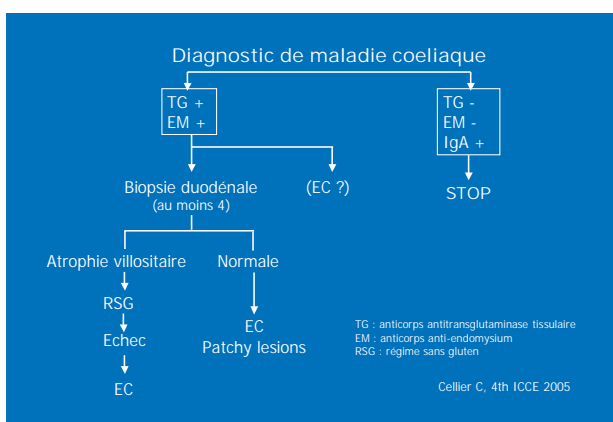 Diagnostic de maladie coeliaque
TG +
EM +
TG -
EM -
IgA +
Biopsie duodénale
(au moins 4)
(EC ?)
STOP
Atrophie villositaire
Normale
RSG
Echec
EC
EC
Patchy lesions
TG : anticorps antitransglutaminase tissulaire
EM : anticorps anti-endomysium
RSG : régime sans gluten
Cellier C, 4th ICCE 2005